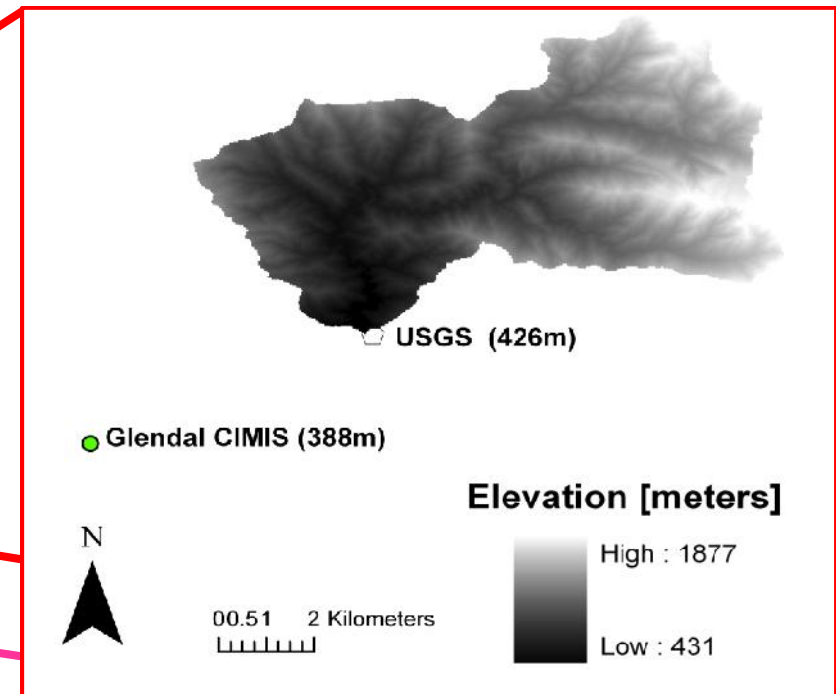 USGS (426m)
Glendal CIMIS (388m)
Elevation [meters]
N
High : 1877
00.51 2 Kilometers
Low : 431